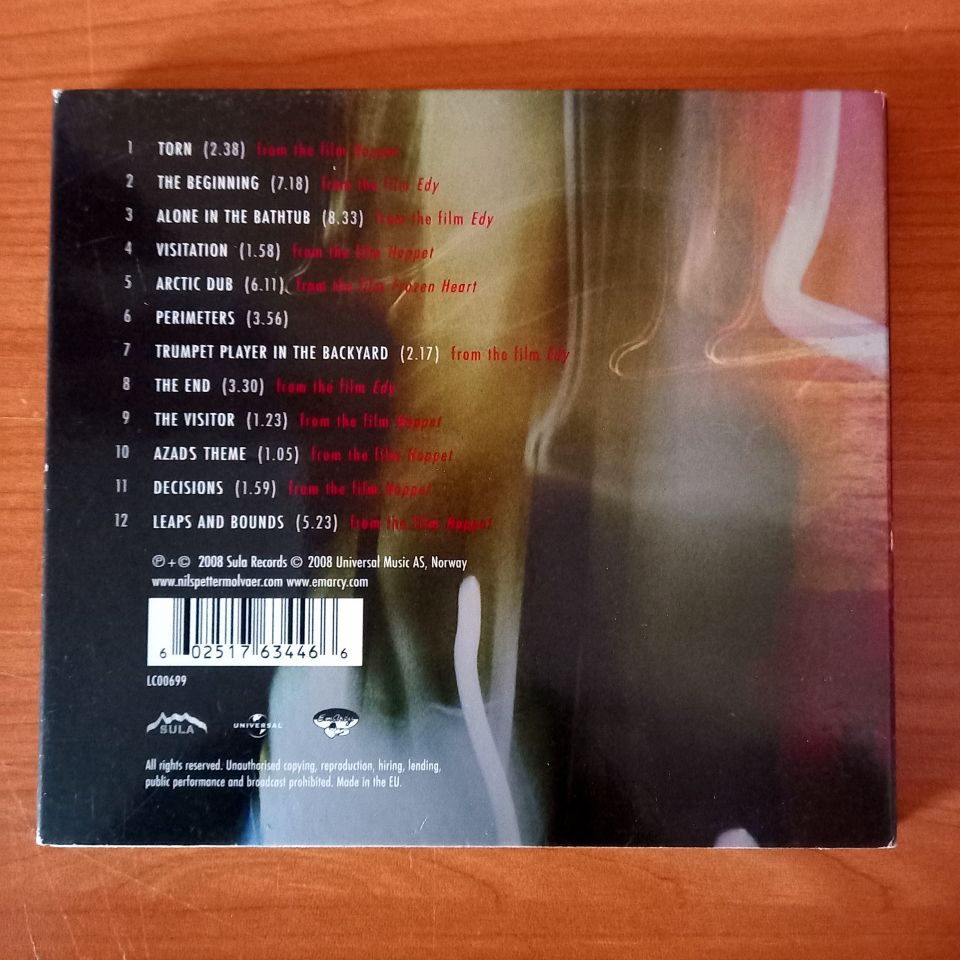 1 TORN (2.38) from the film Hoppet
2 THE BEGINNING (7.18) from the film Edy
3 ALONE IN THE BATHTUB (8.33) from the film Edy
4 VISITATION (1.58) from the film Hoppet
5 ARCTIC DUB (6.11) from the film Frozen Heart
6 PERIMETERS (3.56)
7 TRUMPET PLAYER IN THE BACKYARD (2.17) from the film Edy
8 THE END (3.30) from the film Edy
9 THE VISITOR (1.23) from the film Hoppet
10 AZADS THEME (1.05) from the film Hoppet
11 DECISIONS (1.59) from the film Hoppet
12 LEAPS AND BOUNDS (5.23) from the film Hoppet
℗ + © 2008 Sula Records © 2008 Universal Music AS, Norway
www.nilspettermolvaer.com www.emarcy.com
6 02517 63446 6
LC00699
SULA UNIVERSAL EmArcy
All rights reserved. Unauthorised copying, reproduction, hiring, lending,
public performance and broadcast prohibited. Made in the EU.